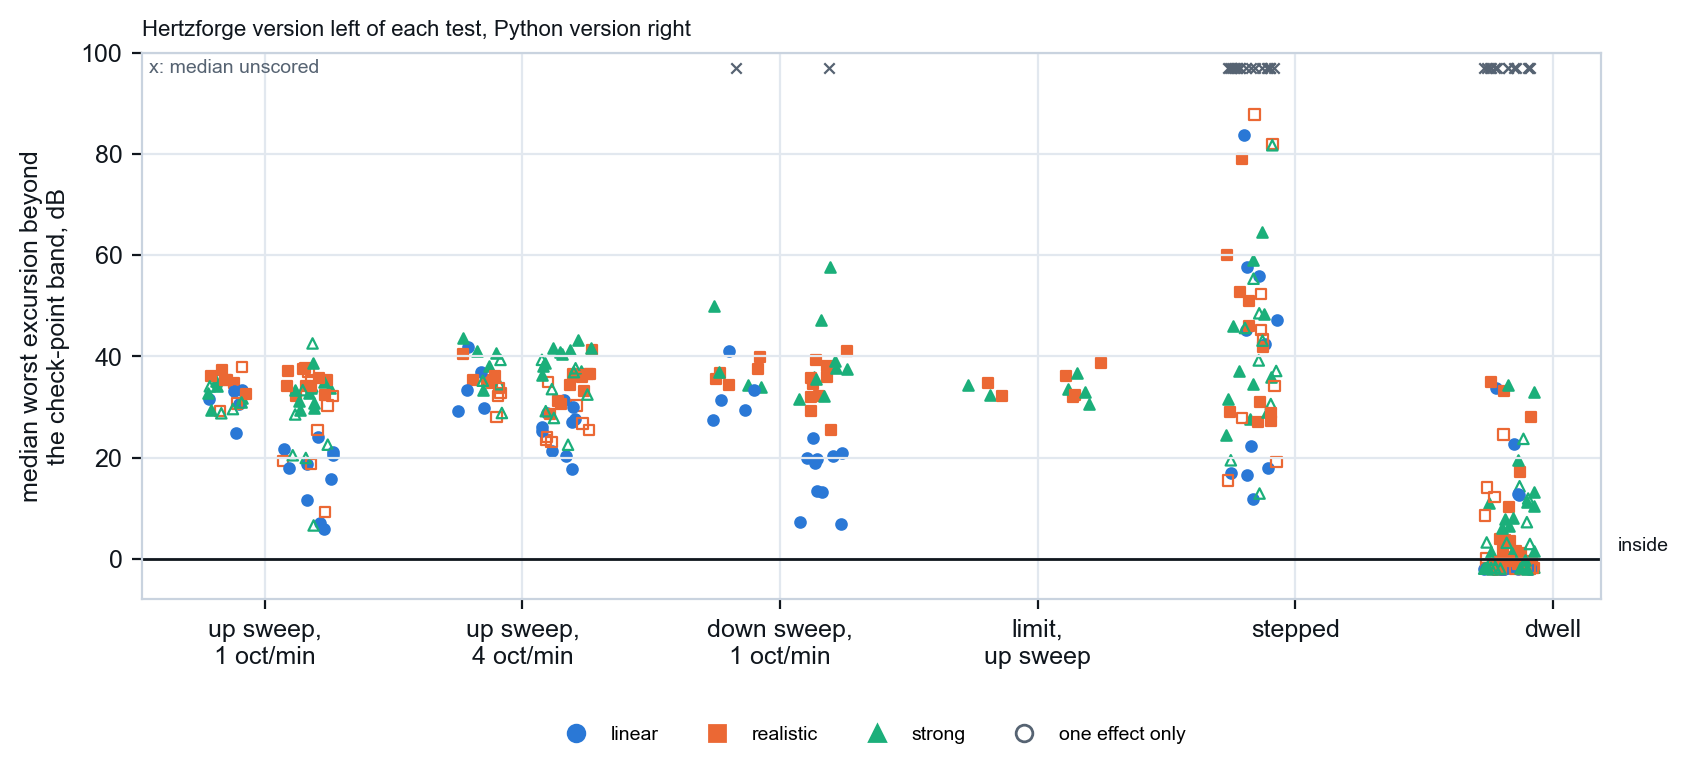 Hertzforge version left of each test, Python version right
x: median unscored
median worst excursion beyond
the check-point band, dB
100
80
60
40
20
0
inside
up sweep,
1 oct/min
up sweep,
4 oct/min
down sweep,
1 oct/min
limit,
up sweep
stepped
dwell
linear
realistic
strong
one effect only